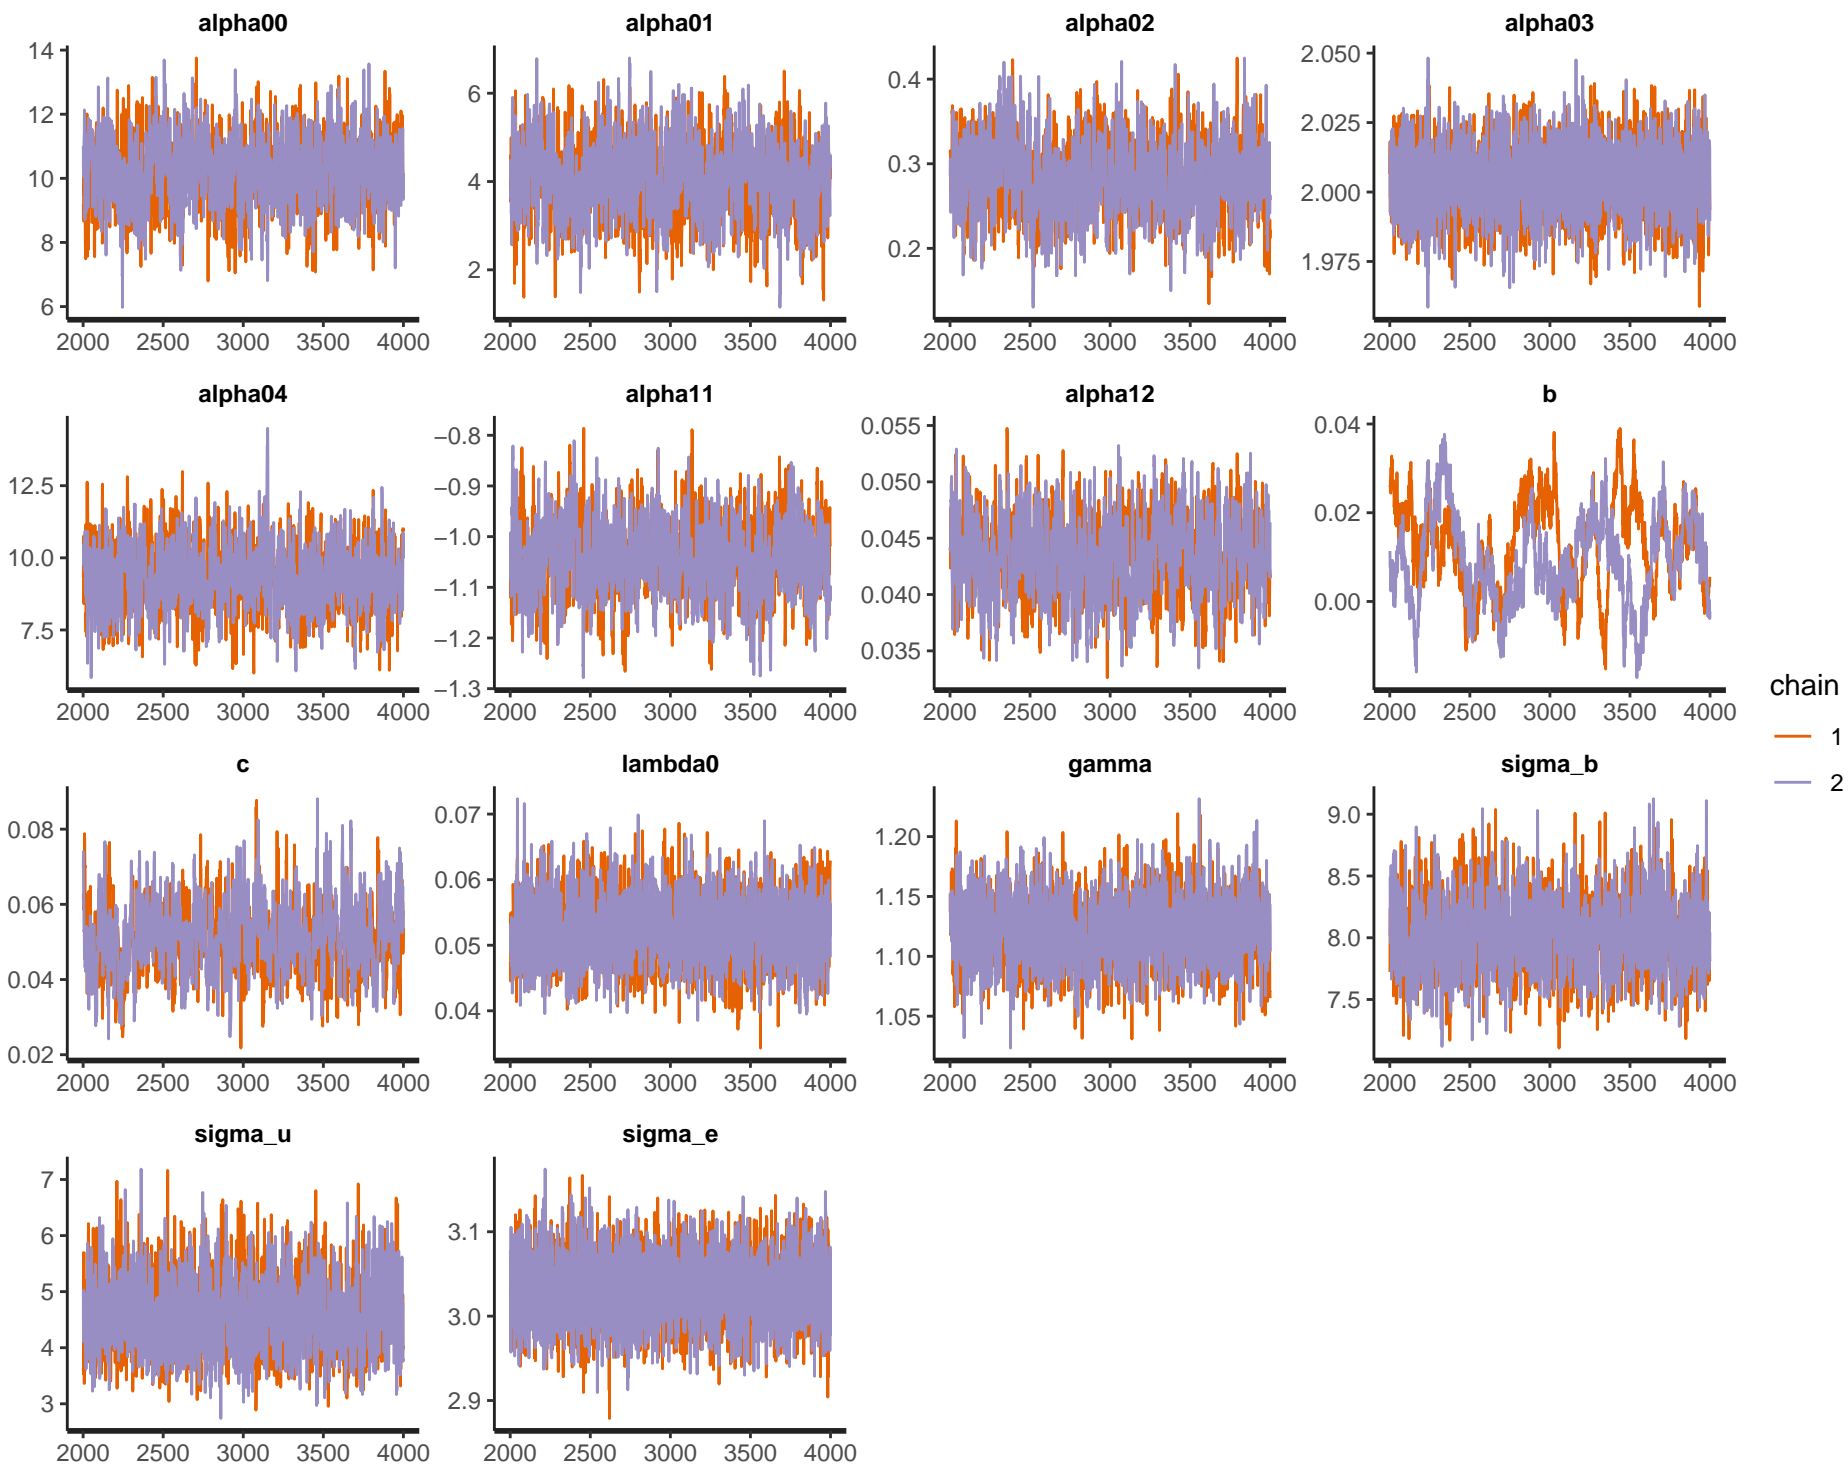 alpha00 alpha01 alpha02 alpha03
14 12 10 8 6
6 4 2
0.4 0.3 0.2
2.050 2.025 2.000 1.975
2000 2500 3000 3500 4000 2000 2500 3000 3500 4000 2000 2500 3000 3500 4000 2000 2500 3000 3500 4000
alpha04 alpha11 alpha12 b
12.5 10.0 7.5
−0.8 −0.9 −1.0 −1.1 −1.2 −1.3
0.055 0.050 0.045 0.040 0.035
0.04 0.02 0.00
2000 2500 3000 3500 4000 2000 2500 3000 3500 4000 2000 2500 3000 3500 4000 2000 2500 3000 3500 4000
chain
1
2
c lambda0 gamma sigma_b
0.08 0.06 0.04 0.02
0.07 0.06 0.05 0.04
1.20 1.15 1.10 1.05
9.0 8.5 8.0 7.5
2000 2500 3000 3500 4000 2000 2500 3000 3500 4000 2000 2500 3000 3500 4000 2000 2500 3000 3500 4000
sigma_u sigma_e
7 6 5 4 3
3.1 3.0 2.9
2000 2500 3000 3500 4000 2000 2500 3000 3500 4000